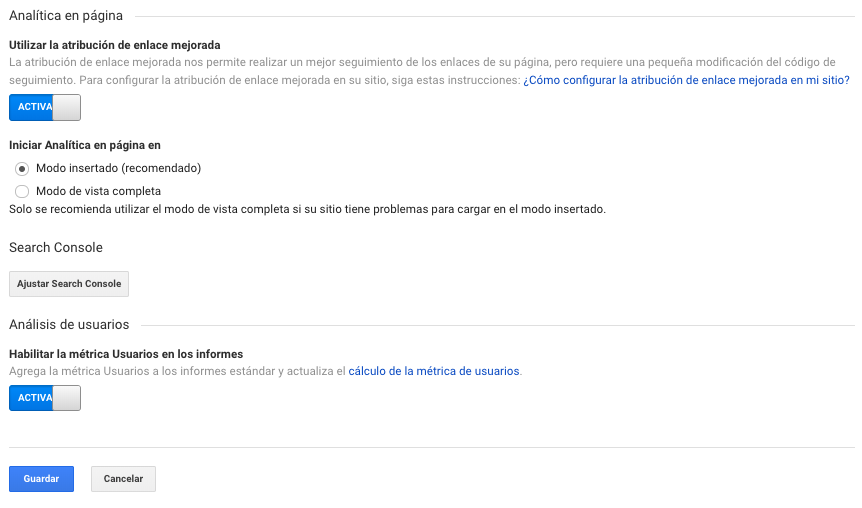 Analítica en página
Utilizar la atribución de enlace mejorada
La atribución de enlace mejorada nos permite realizar un mejor seguimiento de los enlaces de su página, pero requiere una pequeña modificación del código de
seguimiento. Para configurar la atribución de enlace mejorada en su sitio, siga estas instrucciones: ¿Cómo configurar la atribución de enlace mejorada en mi sitio?
ACTIVA
Iniciar Analítica en página en
Modo insertado (recomendado)
Modo de vista completa
Solo se recomienda utilizar el modo de vista completa si su sitio tiene problemas para cargar en el modo insertado.
Search Console
Ajustar Search Console
Análisis de usuarios
Habilitar la métrica Usuarios en los informes
Agrega la métrica Usuarios a los informes estándar y actualiza el cálculo de la métrica de usuarios.
ACTIVA
Guardar Cancelar